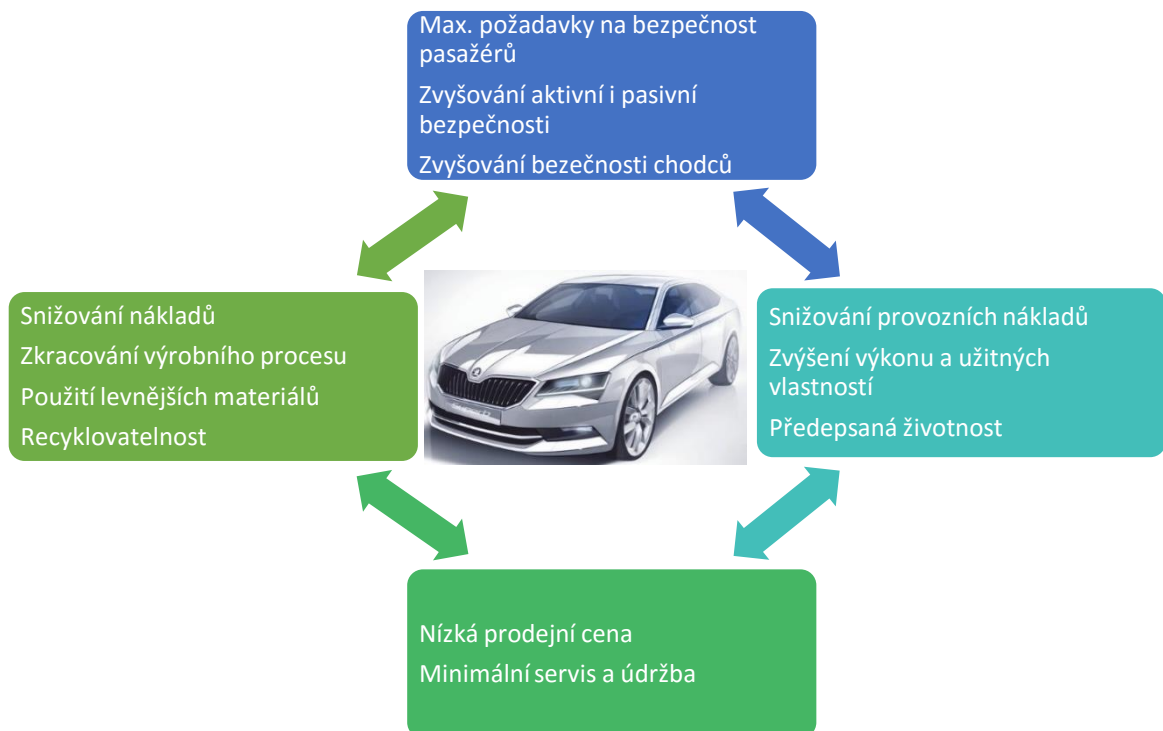 Max. požadavky na bezpečnost
pasažérů
Zvyšování aktivní i pasivní
bezpečnosti
Zvyšování bezečnosti chodců
Snižování nákladů
Zkracování výrobního procesu
Použití levnějších materiálů
Recyklovatelnost
Snižování provozních nákladů
Zvýšení výkonu a užitných
vlastností
Předepsaná životnost
Nízká prodejní cena
Minimální servis a údržba